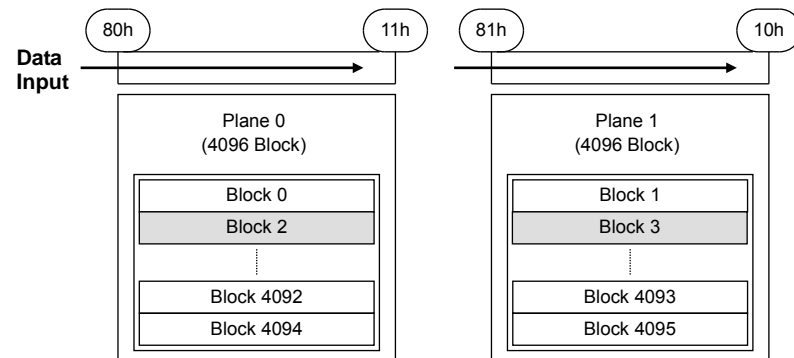 80h
11h
81h
10h
Data
Input
Plane 0
(4096 Block)
Block 0
Block 2
Block 4092
Block 4094
Plane 1
(4096 Block)
Block 1
Block 3
Block 4093
Block 4095